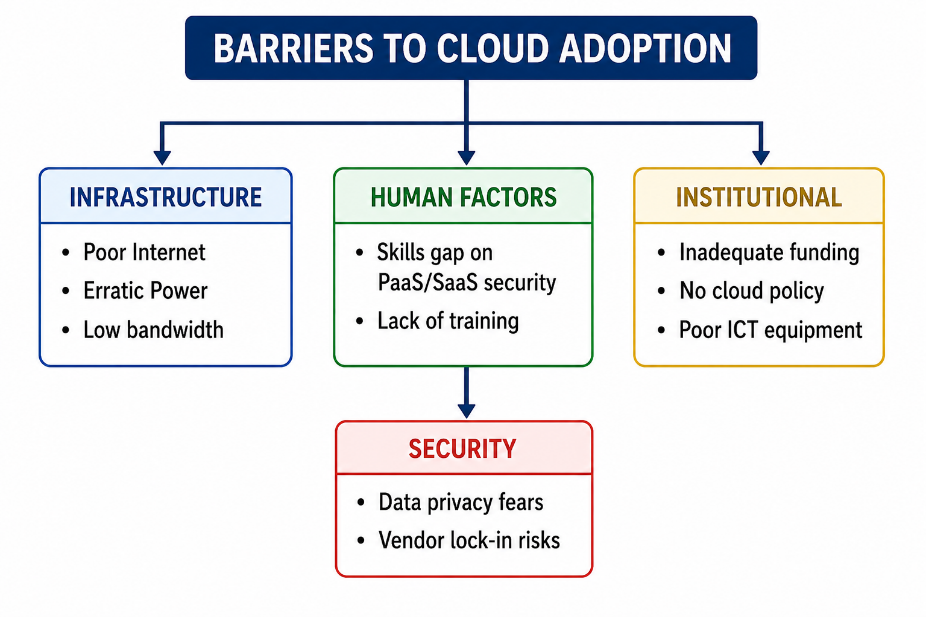 BARRIERS TO CLOUD ADOPTION
INFRASTRUCTURE
• Poor Internet
• Erratic Power
• Low bandwidth
HUMAN FACTORS
• Skills gap on
PaaS/SaaS security
• Lack of training
INSTITUTIONAL
• Inadequate funding
• No cloud policy
• Poor ICT equipment
SECURITY
• Data privacy fears
• Vendor lock-in risks